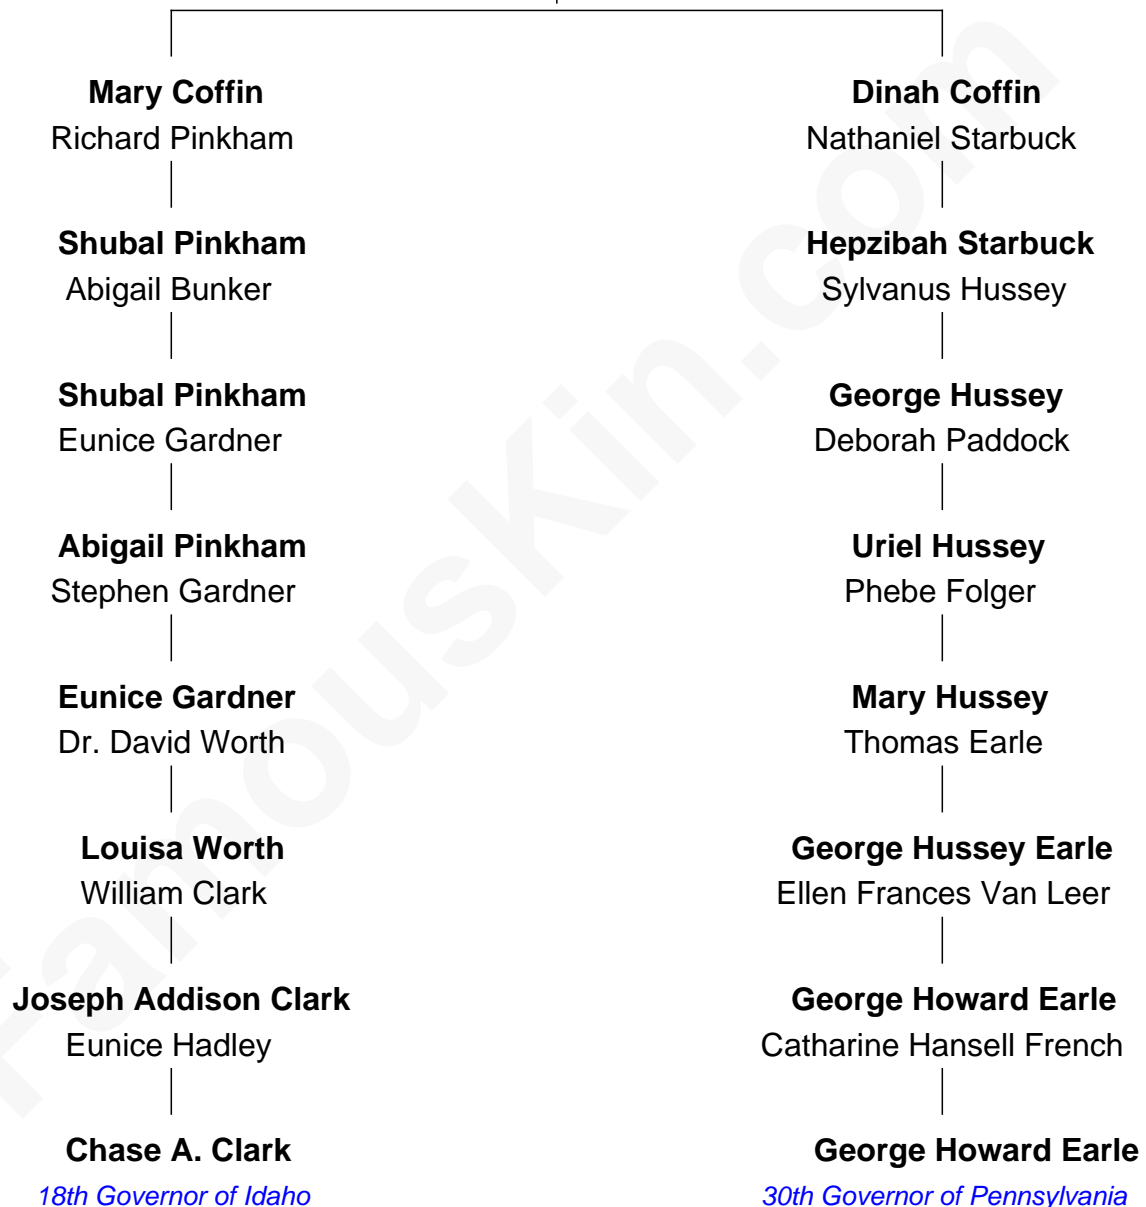 Mary Coffin
Richard Pinkham
Shubal Pinkham
Abigail Bunker
Shubal Pinkham
Eunice Gardner
Abigail Pinkham
Stephen Gardner
Eunice Gardner
Dr. David Worth
Louisa Worth
William Clark
Joseph Addison Clark
Eunice Hadley
Chase A. Clark
18th Governor of Idaho
Dinah Coffin
Nathaniel Starbuck
Hepzibah Starbuck
Sylvanus Hussey
George Hussey
Deborah Paddock
Uriel Hussey
Phebe Folger
Mary Hussey
Thomas Earle
George Hussey Earle
Ellen Frances Van Leer
George Howard Earle
Catharine Hansell French
George Howard Earle
30th Governor of Pennsylvania
FamousKin.com